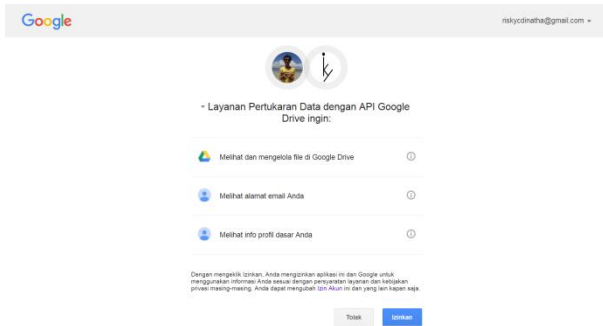 Google
riskycdinatha@gmail.com
Layanan Pertukaran Data dengan API Google
Drive ingin:
Melihat dan mengelola file di Google Drive
Melihat alamat email Anda
Melihat info profil dasar Anda
Dengan mengeklik Izinkan, Anda mengizinkan aplikasi ini dan Google untuk
menggunakan informasi Anda sesuai dengan persyaratan layanan dan kebijakan
privasi masing-masing. Anda dapat mengubah Izin Akun ini dan yang lain kapan saja.
Tolak
Izinkan